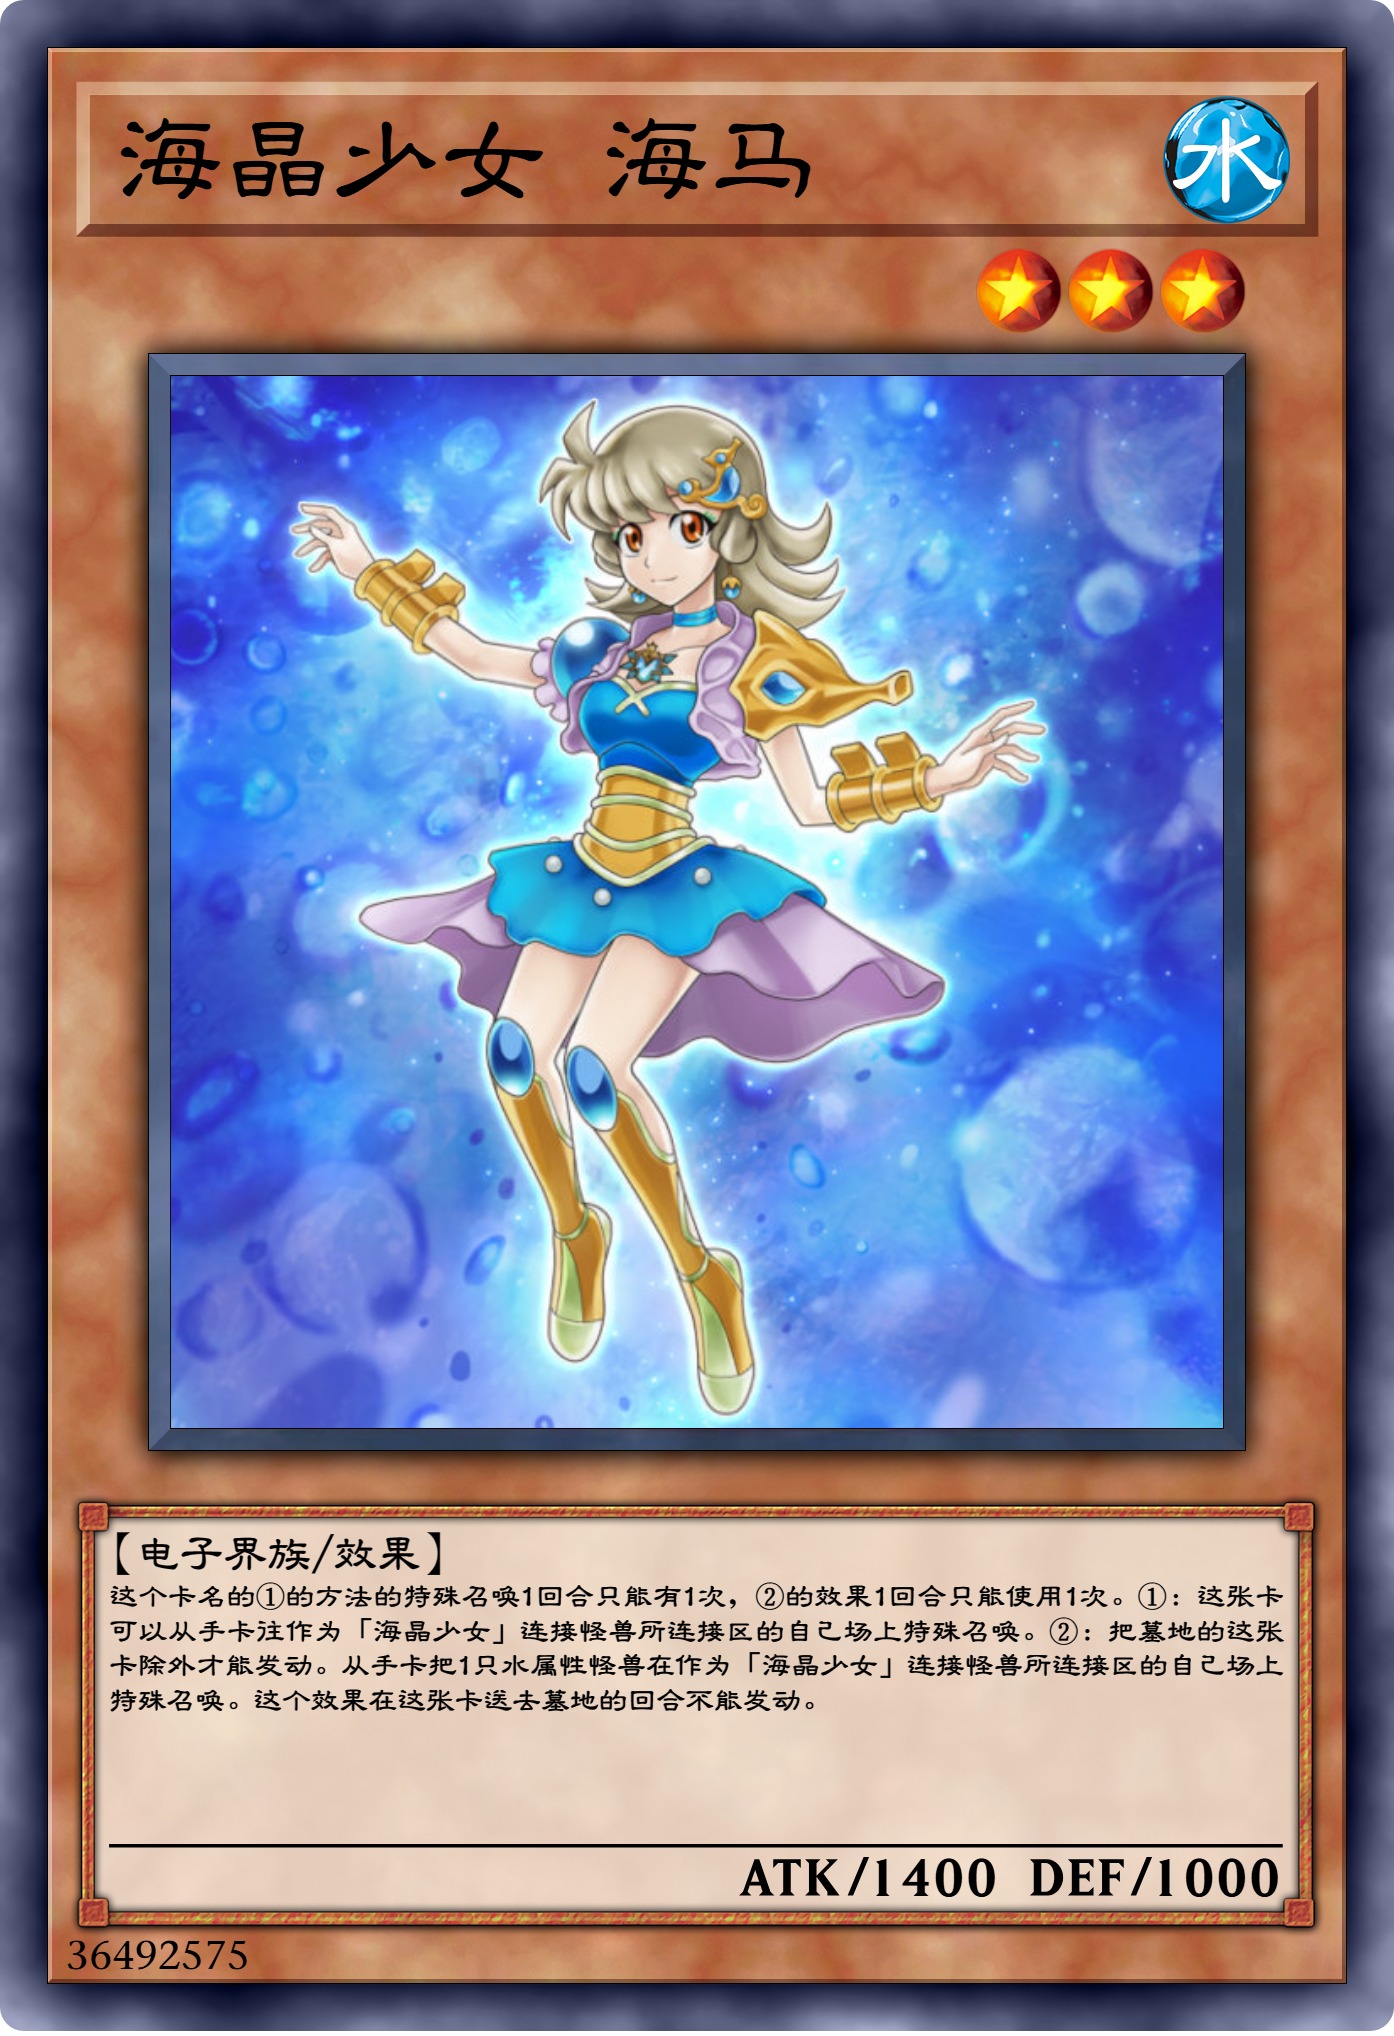 海晶少女 海马
水
【电子界族/效果】
这个卡名的①的方法的特殊召唤1回合只能有1次，②的效果1回合只能使用1次。①：这张卡
可以从手卡往作为「海晶少女」连接怪兽所连接区的自己场上特殊召唤。②：把墓地的这张
卡除外才能发动。从手卡把1只水属性怪兽在作为「海晶少女」连接怪兽所连接区的自己场上
特殊召唤。这个效果在这张卡送去墓地的回合不能发动。
ATK/1400 DEF/1000
36492575